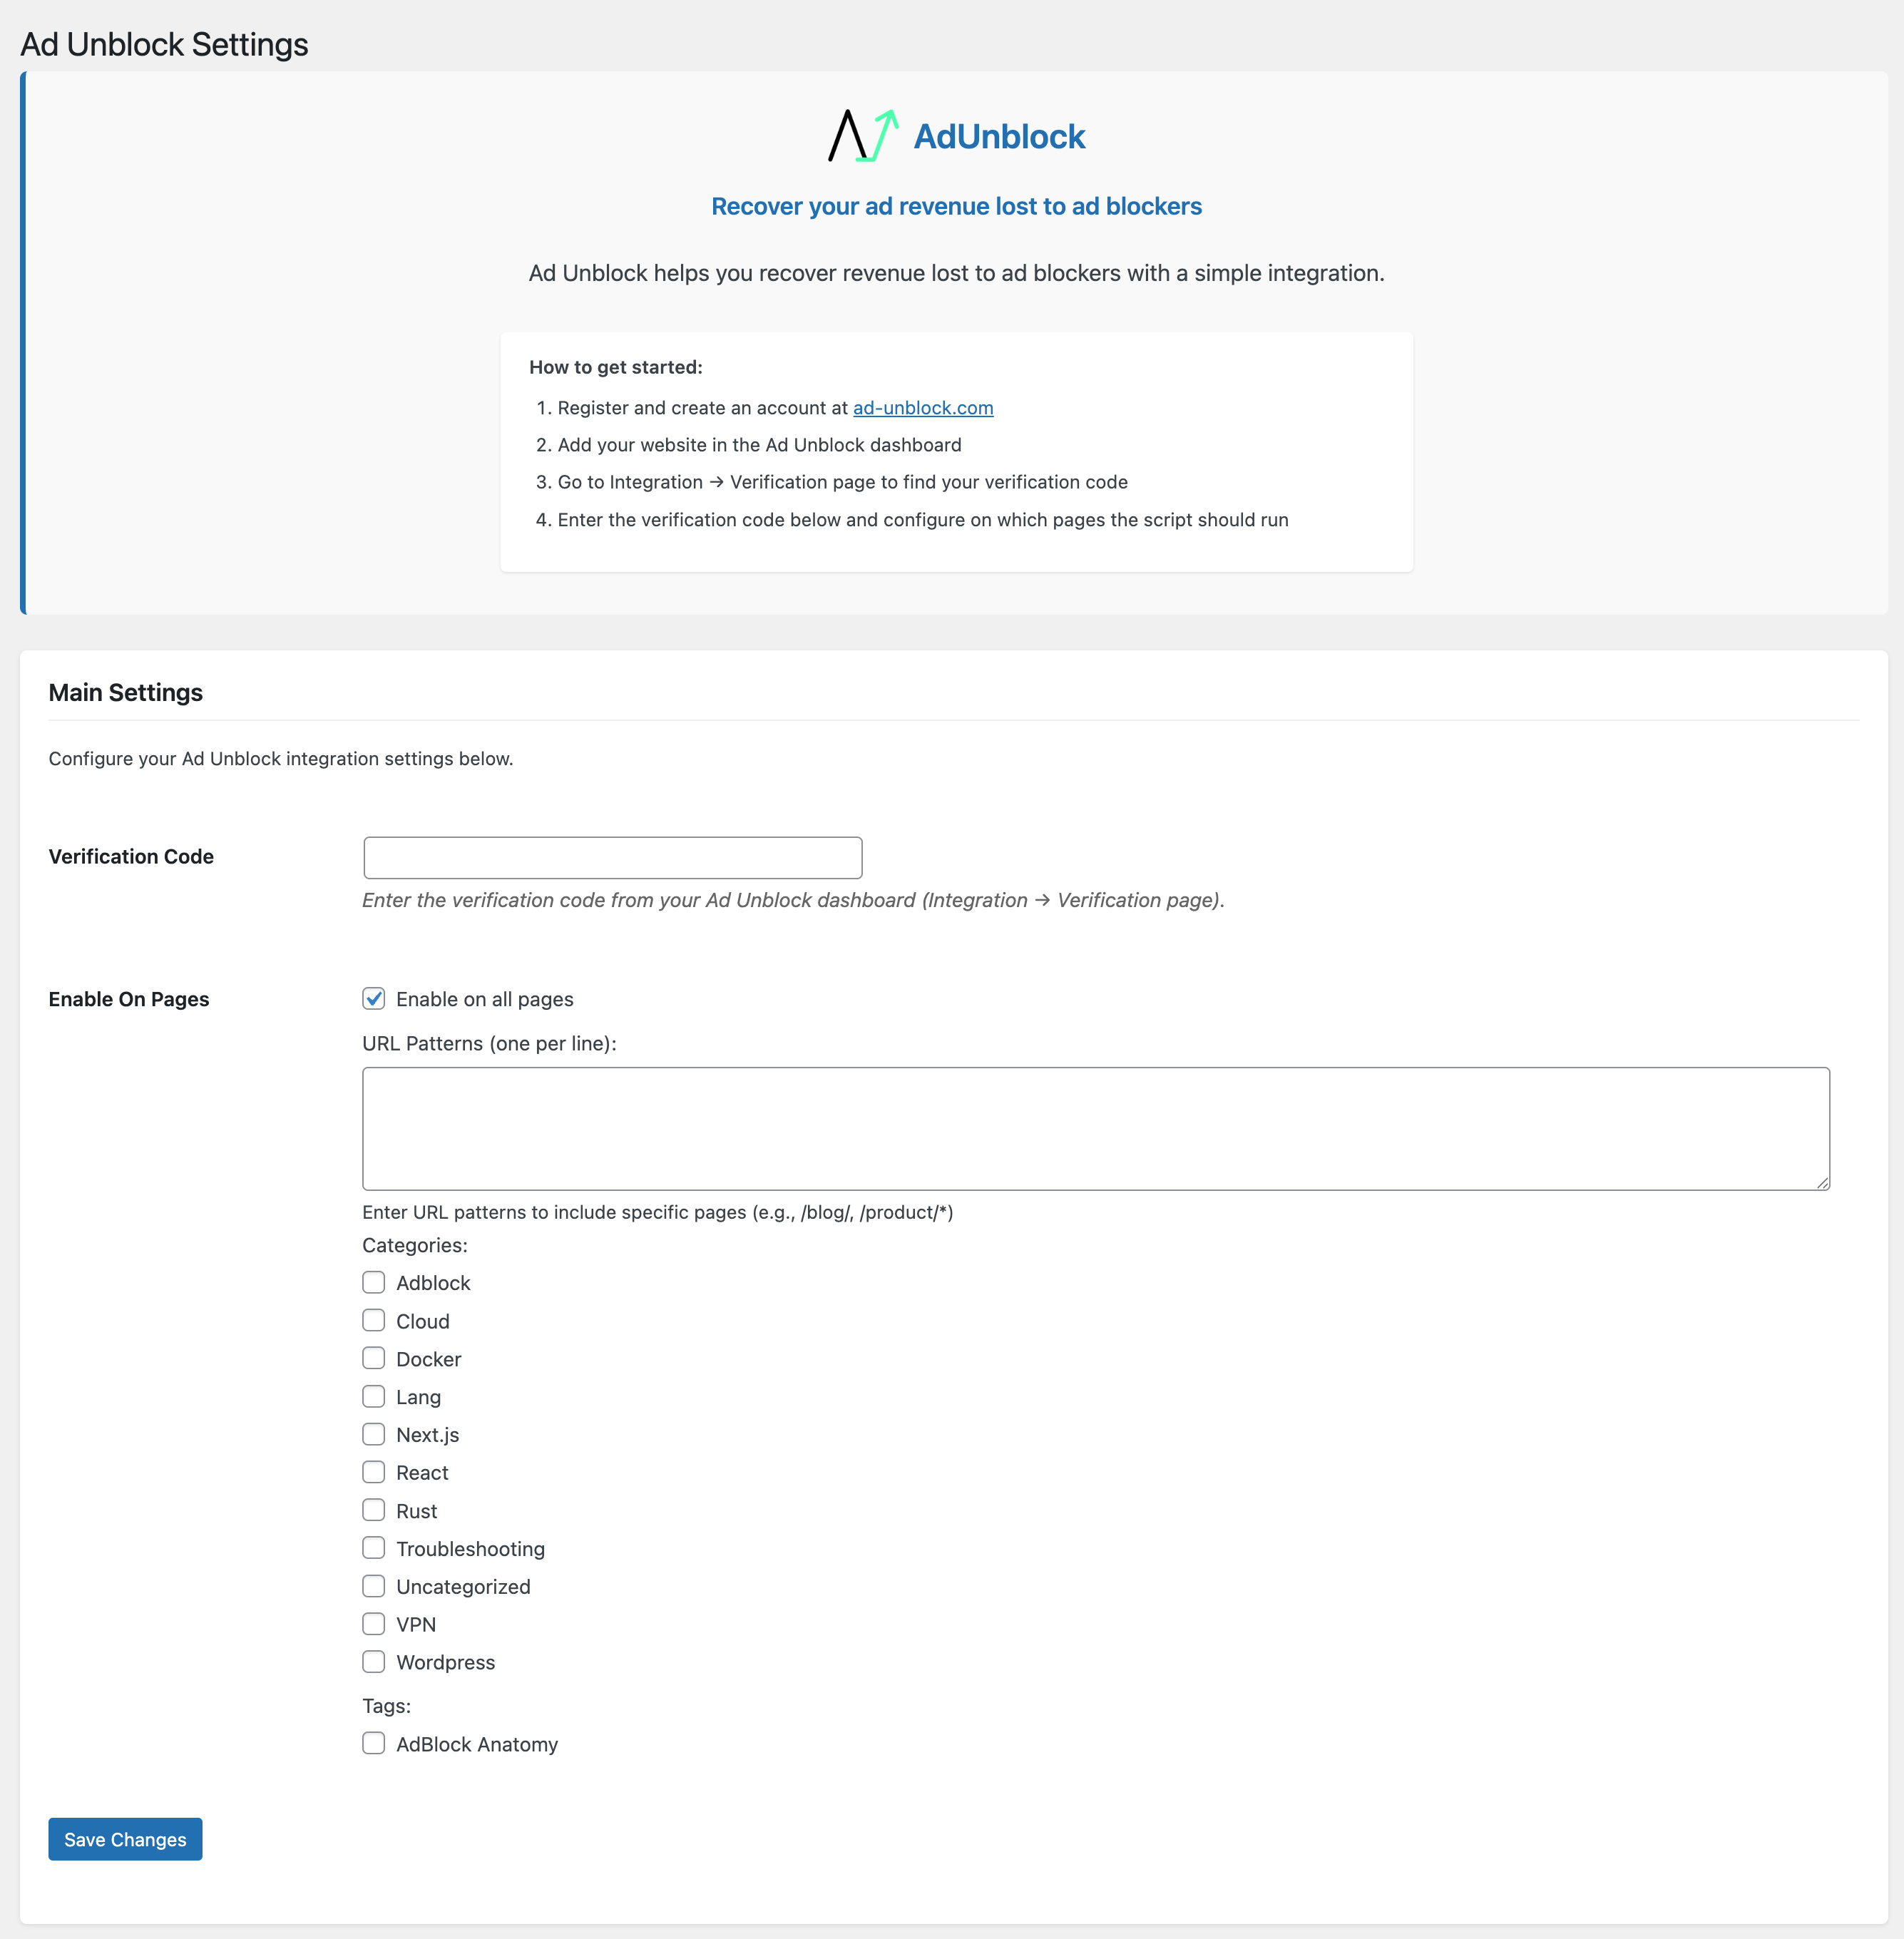 Ad Unblock Settings
AdUnblock
Recover your ad revenue lost to ad blockers
Ad Unblock helps you recover revenue lost to ad blockers with a simple integration.
How to get started:
1. Register and create an account at ad-unblock.com
2. Add your website in the Ad Unblock dashboard
3. Go to Integration → Verification page to find your verification code
4. Enter the verification code below and configure on which pages the script should run
Main Settings
Configure your Ad Unblock integration settings below.
Verification Code
Enter the verification code from your Ad Unblock dashboard (Integration → Verification page).
Enable On Pages
Enable on all pages
URL Patterns (one per line):
Enter URL patterns to include specific pages (e.g., /blog/, /product/*)
Categories:
Adblock
Cloud
Docker
Lang
Next.js
React
Rust
Troubleshooting
Uncategorized
VPN
Wordpress
Tags:
AdBlock Anatomy
Save Changes